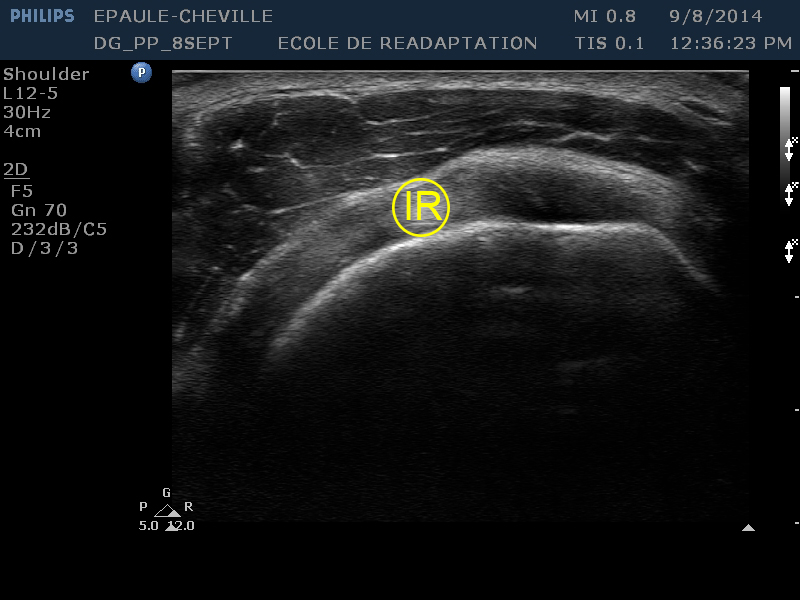 PHILIPS EPAULE-CHEVILLE MI 0.8 9/8/2014
DG_PP_8SEPT ECOLE DE READAPTATION TIS 0.1 12:36:23 PM
Shoulder
P
L12-5
30Hz
4cm
2D
F5
Gn 70
232dB/C5
D/3/3
IR
G
P R
5.0 12.0